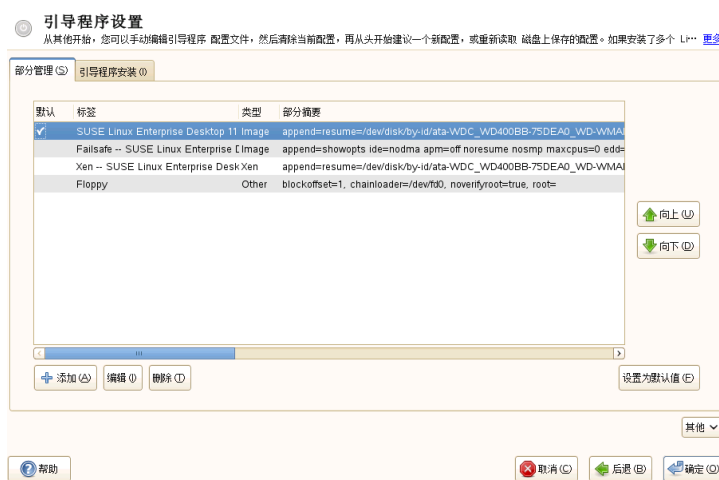 引导程序设置
从其他开始，您可以手动编辑引导程序 配置文件，然后清除当前配置，再从头开始建议一个新配置，或重新读取 磁盘上保存的配置。如果安装了多个 Li… 更多
部分管理(S) 引导程序安装(I)
默认 标签 类型 部分摘要
SUSE Linux Enterprise Desktop 11 Image append=resume=/dev/disk/by-id/ata-WDC_WD400BB-75DEA0_WD-WMA
Failsafe -- SUSE Linux Enterprise D Image append=showopts ide=nodma apm=off noresume nosmp maxcpus=0 edd=
Xen -- SUSE Linux Enterprise Desk Xen append=resume=/dev/disk/by-id/ata-WDC_WD400BB-75DEA0_WD-WMA
Floppy Other blockoffset=1, chainloader=/dev/fd0, noverifyroot=true, root=
向上(U)
向下(D)
添加(A) 编辑(I) 删除(T) 设置为默认值(F)
其他
帮助 取消(C) 后退(B) 确定(O)